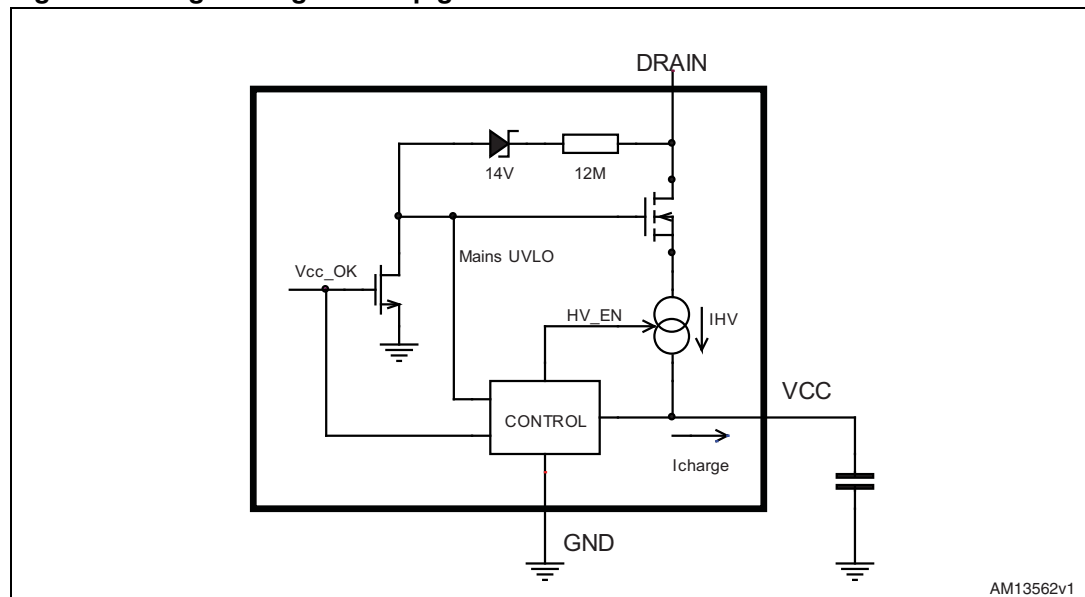 DRAIN
14V
12M
Mains UVLO
Vcc_OK
HV_EN
IHV
VCC
CONTROL
Icharge
GND
AM13562v1